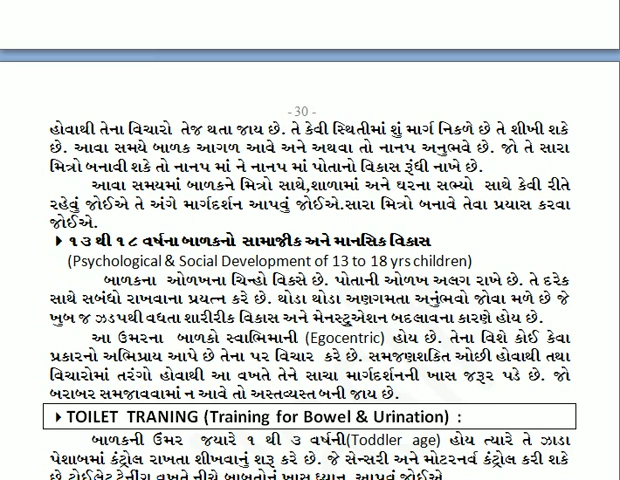 - 30 -
હોવાથી તેના વિચારો તેજ થતા જાય છે. તે કેવી સ્થિતીમાં શું માર્ગ નિકળે છે તે શીખી શકે
છે. આવા સમયે બાળક આગળ આવે અને અથવા તો નાનપ અનુભવે છે. જો તે સારા
મિત્રો બનાવી શકે તો નાનપ માં ને નાનપ માં પોતાનો વિકાસ રૂંધી નાખે છે.
આવા સમયમાં બાળકને મિત્રો સાથે,શાળામાં અને ઘરના સભ્યો સાથે કેવી રીતે
રહેવું જોઈએ તે અંગે માર્ગદર્શન આપવું જોઈએ.સારા મિત્રો બનાવે તેવા પ્રયાસ કરવા
જોઈએ.
૧૩ થી ૧૮ વર્ષના બાળકનો સામાજીક અને માનસિક વિકાસ
(Psychological & Social Development of 13 to 18 yrs children)
બાળકના ઓળખના ચિન્હો વિકસે છે. પોતાની ઓળખ અલગ રાખે છે. તે દરેક
સાથે સબંધો રાખવાના પ્રયત્ન કરે છે. થોડા થોડા અણગમતા અનુંભવો જોવા મળે છે જે
ખુબ જ ઝડપથી વધતા શારીરીક વિકાસ અને મેનસ્ટ્રુએશન બદલાવના કારણે હોય છે.
આ ઉમરના બાળકો સ્વાભિમાની (Egocentric) હોય છે. તેના વિશે કોઈ કેવા
પ્રકારનો અભિપ્રાય આપે છે તેના પર વિચાર કરે છે. સમજણશકિત ઓછી હોવાથી તથા
વિચારોમાં તરંગો હોવાથી આ વખતે તેને સાચા માર્ગદર્શનની ખાસ જરૂર પડે છે. જો
બરાબર સમજાવવામાં ન આવે તો અસ્તવ્યસ્ત બની જાય છે.
TOILET TRANING (Training for Bowel & Urination) :
બાળકની ઉમર જયારે ૧ થી ૩ વર્ષની(Toddler age) હોય ત્યારે તે ઝાડા
પેશાબમાં કંટ્રોલ રાખતા શીખવાનું શરૂ કરે છે. જે સેન્સરી અને મોટરનર્વ કંટ્રોલ કરી શકે
છે. ટોઈલેટ ટ્રેનીંગ વખતે નીચે બાબતોનું ખાસ ધ્યાન આપવું જોઈએ.